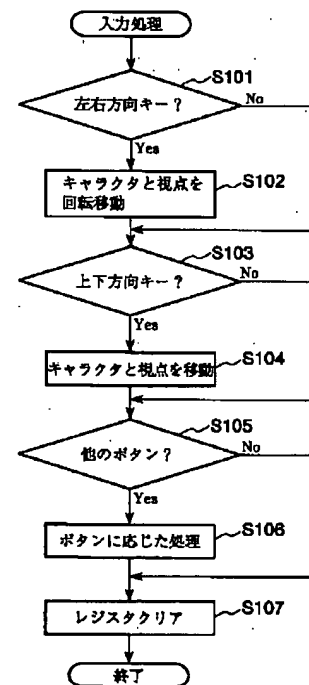 入力処理
S101
左右方向キー？
No
Yes
キャラクタと視点を
回転移動
S102
S103
上下方向キー？
No
Yes
キャラクタと視点を移動
S104
S105
他のボタン？
No
Yes
ボタンに応じた処理
S106
レジスタクリア
S107
終了